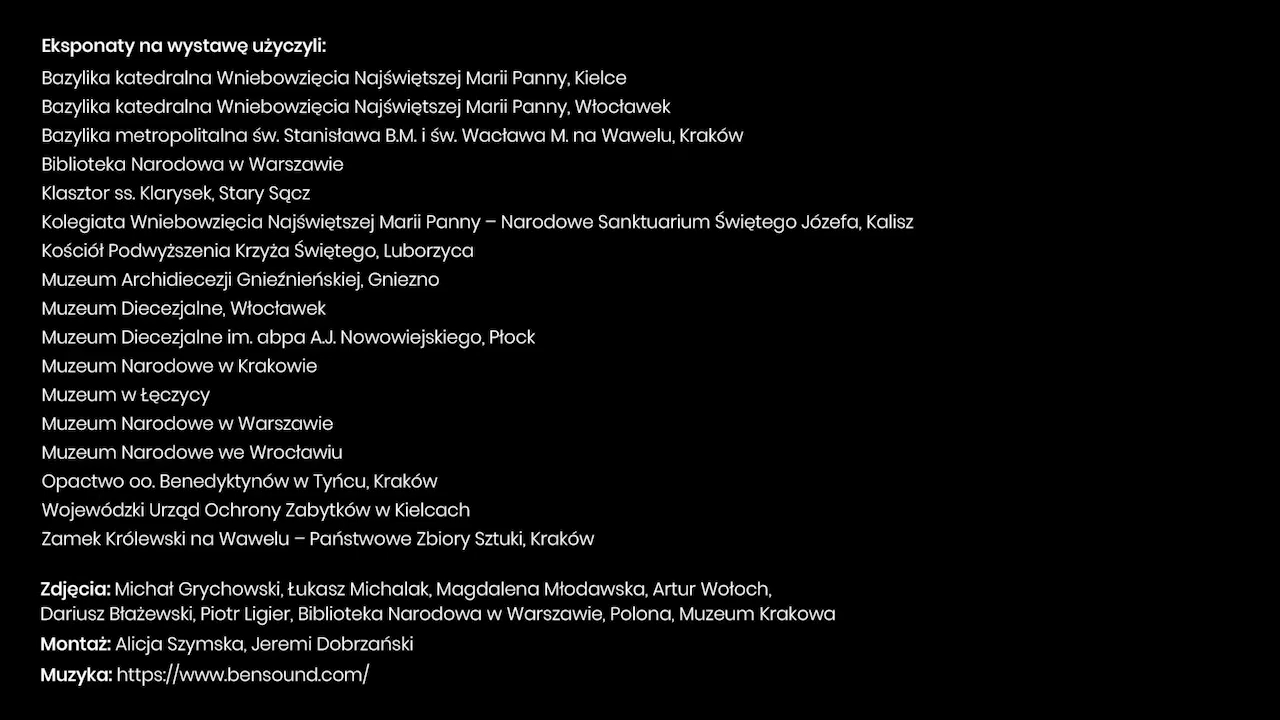 Eksponaty na wystawę użyczyli:
Bazylika katedralna Wniebowzięcia Najświętszej Marii Panny, Kielce
Bazylika katedralna Wniebowzięcia Najświętszej Marii Panny, Włocławek
Bazylika metropolitalna św. Stanisława B.M. i św. Wacława M. na Wawelu, Kraków
Biblioteka Narodowa w Warszawie
Klasztor ss. Klarysek, Stary Sącz
Kolegiata Wniebowzięcia Najświętszej Marii Panny – Narodowe Sanktuarium Świętego Józefa, Kalisz
Kościół Podwyższenia Krzyża Świętego, Luborzyca
Muzeum Archidiecezji Gnieźnieńskiej, Gniezno
Muzeum Diecezjalne, Włocławek
Muzeum Diecezjalne im. abpa A.J. Nowowiejskiego, Płock
Muzeum Narodowe w Krakowie
Muzeum w Łęczycy
Muzeum Narodowe w Warszawie
Muzeum Narodowe we Wrocławiu
Opactwo oo. Benedyktynów w Tyńcu, Kraków
Wojewódzki Urząd Ochrony Zabytków w Kielcach
Zamek Królewski na Wawelu – Państwowe Zbiory Sztuki, Kraków
Zdjęcia: Michał Grychowski, Łukasz Michalak, Magdalena Młodawska, Artur Wołoch,
Dariusz Błażewski, Piotr Ligier, Biblioteka Narodowa w Warszawie, Polona, Muzeum Krakowa
Montaż: Alicja Szymska, Jeremi Dobrzański
Muzyka: https://www.bensound.com/